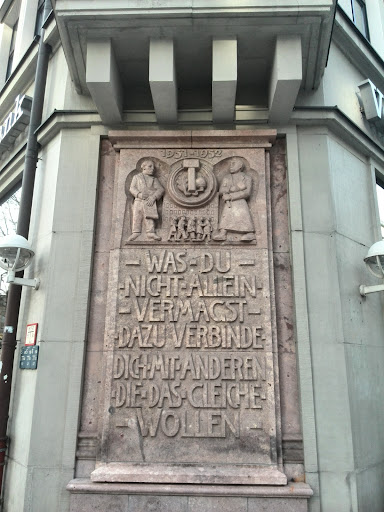 1951-1952
- WAS · DU -
· NICHT · ALLEIN ·
- VERMAGST -
· DAZU · VERBINDE
DICH · MIT · ANDEREN
· DIE · DAS · GLEICHE ·
- WOLLEN -